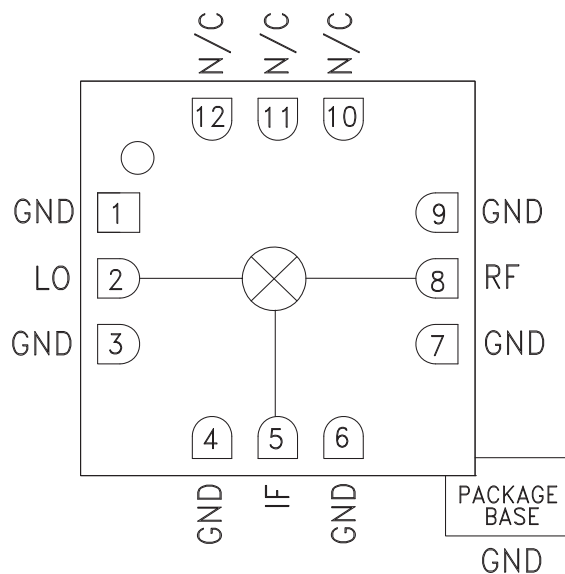 N/C N/C N/C
12 11 10
GND 1 9 GND
LO 2 8 RF
GND 3 7 GND
4 5 6
GND IF GND
PACKAGE
BASE
GND